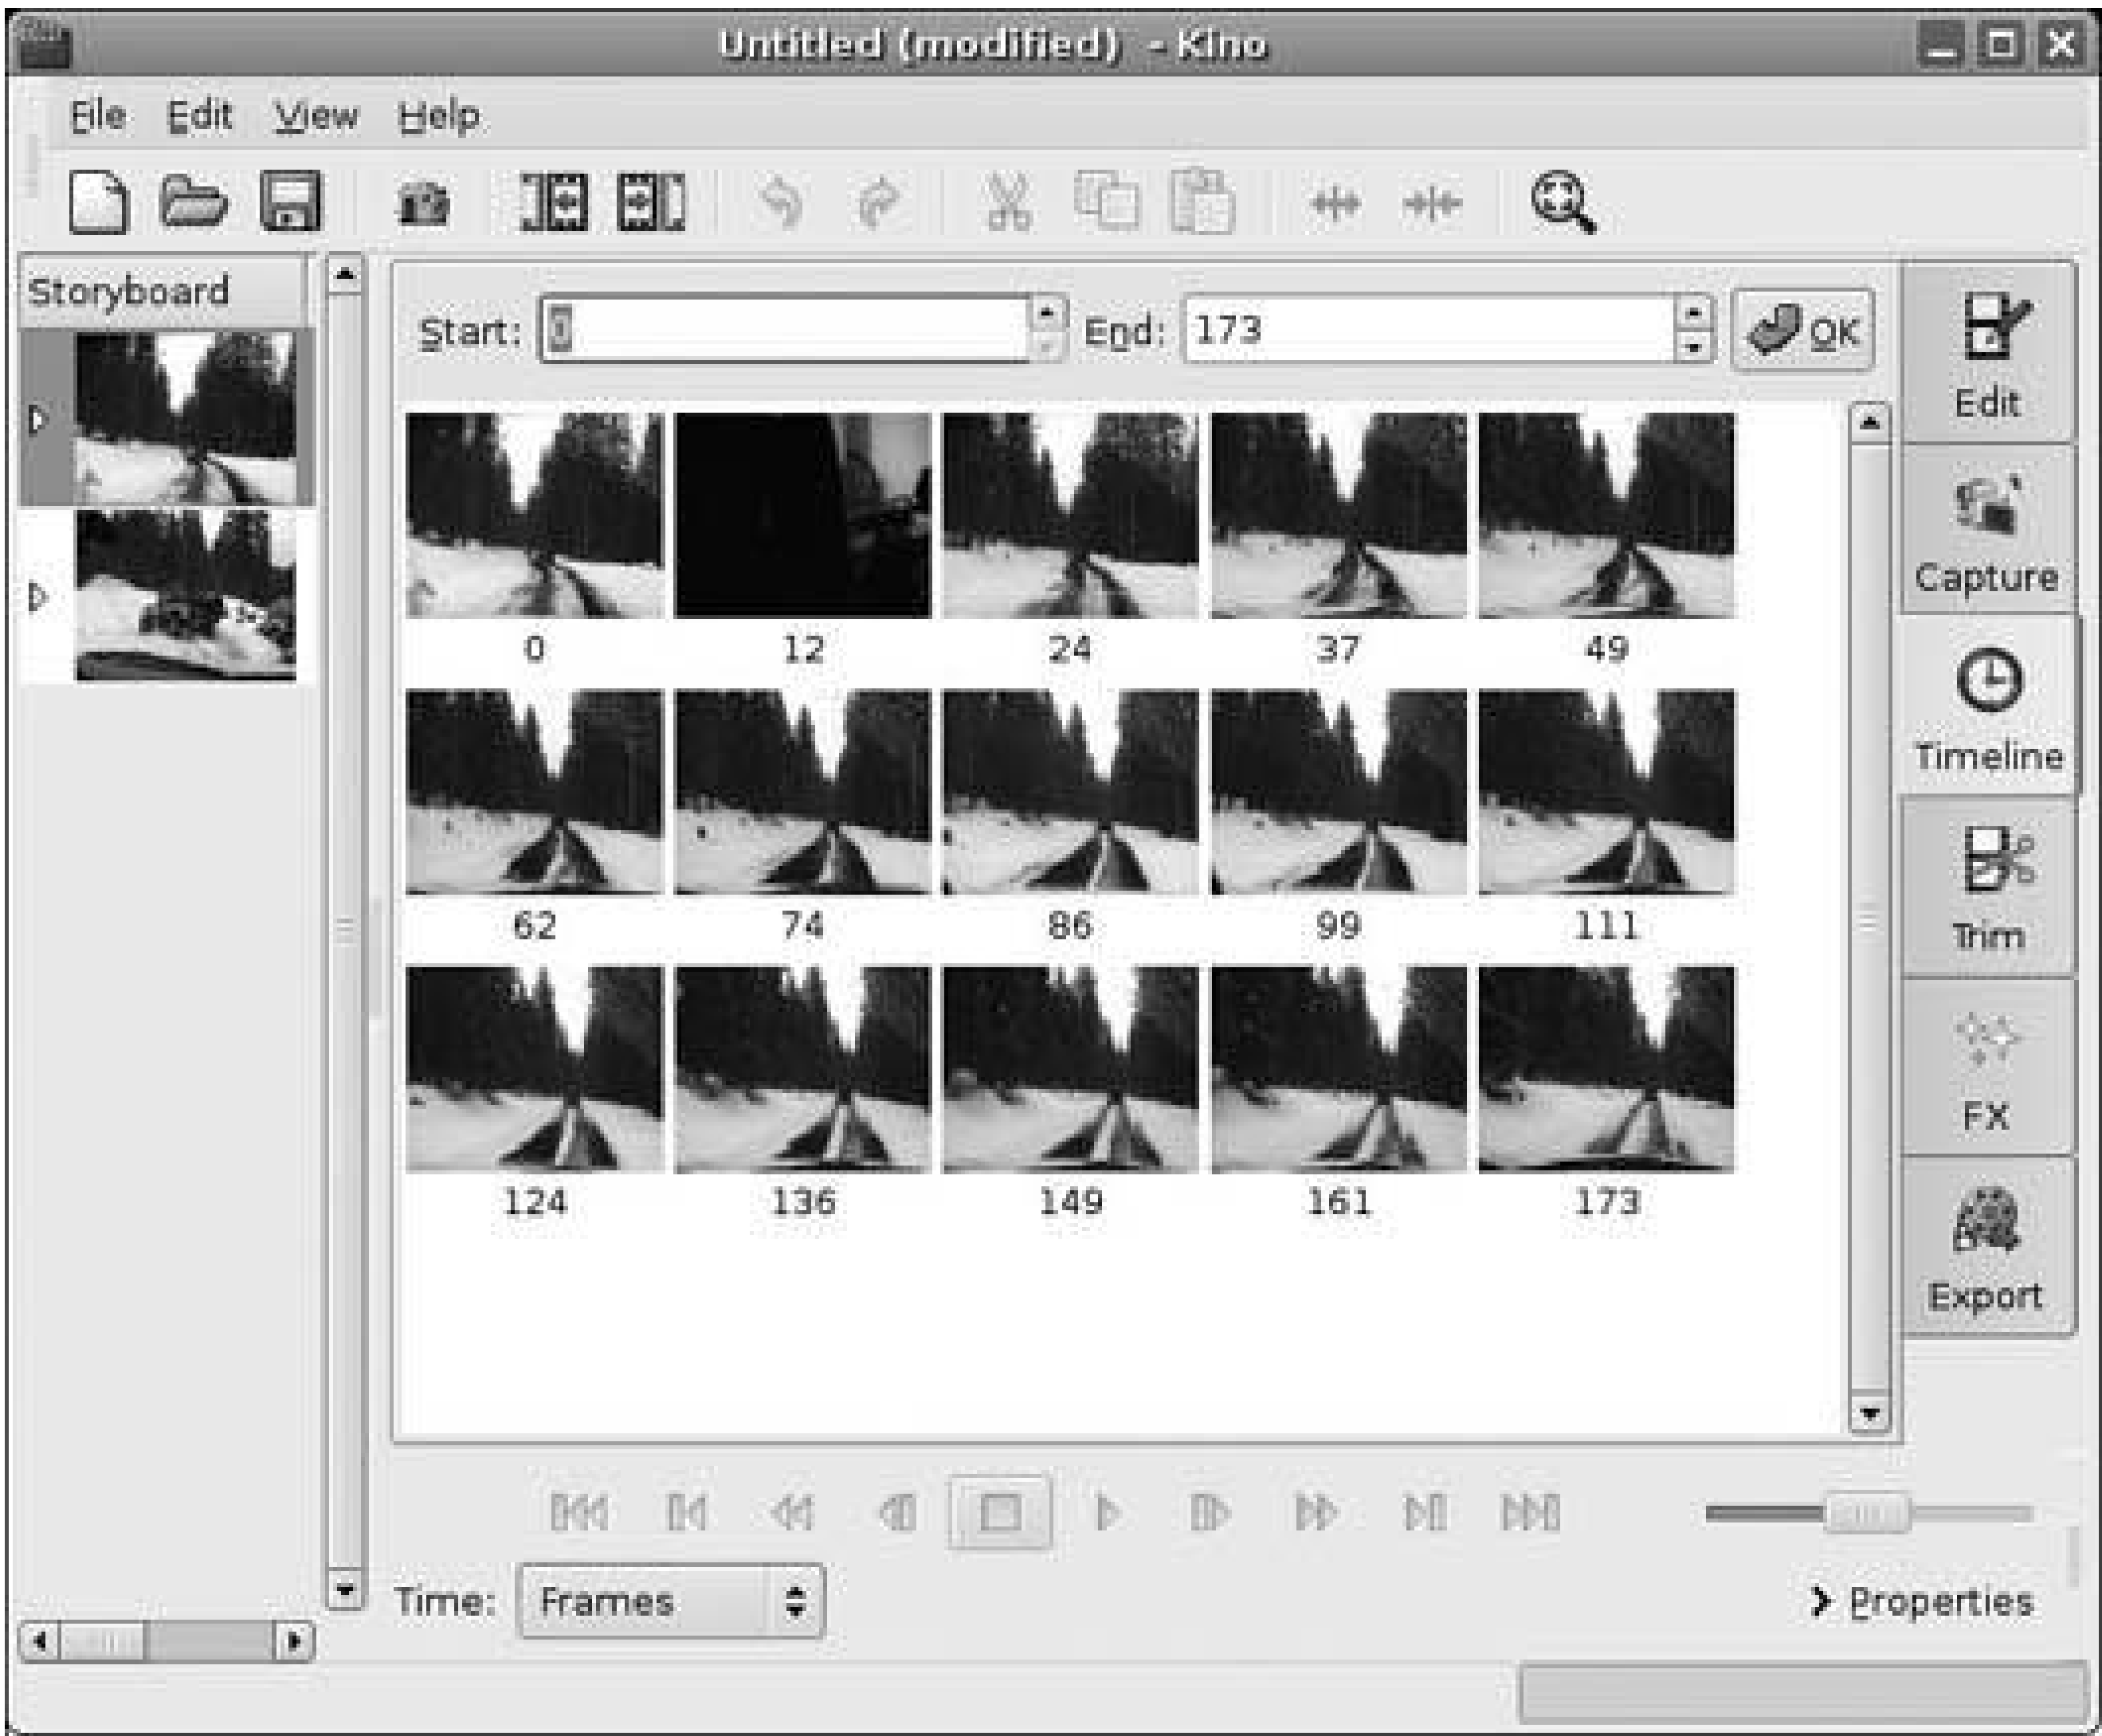 Untitled (modified) - Kino
File Edit View Help
Storyboard
Start: 0 End: 173 OK
Edit
Capture
Timeline
Trim
FX
Export
0 12 24 37 49
62 74 86 99 111
124 136 149 161 173
Time: Frames
Properties